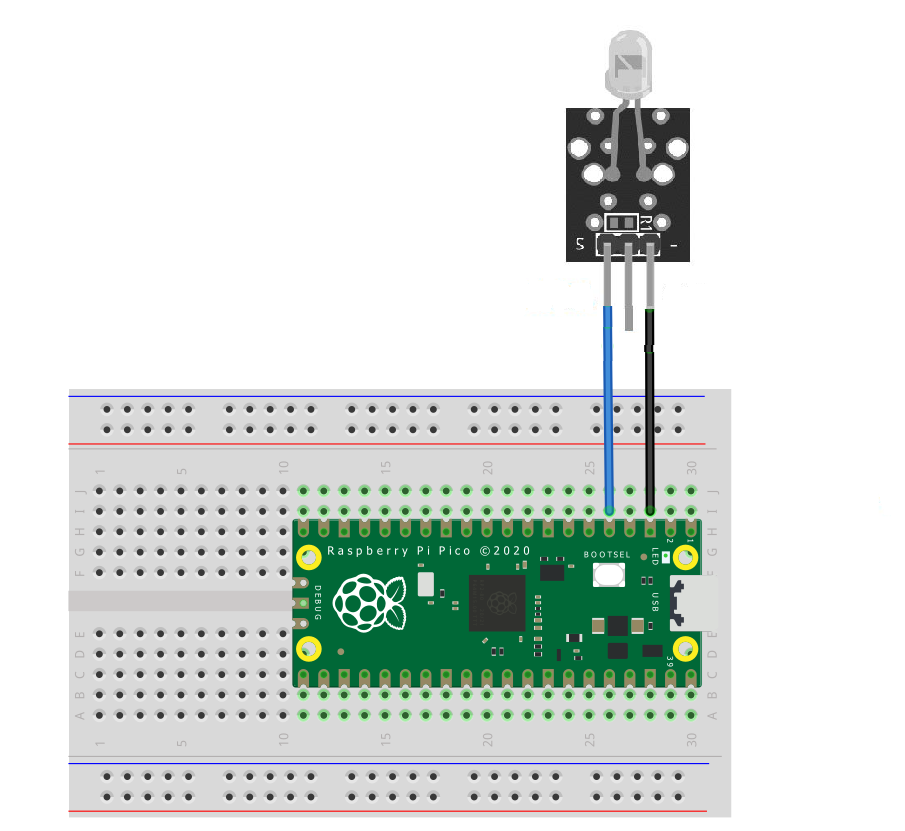 R1
S -
1 5 10 15 20 25 30
J J
I I
H H
G G
F F
2 1
Raspberry Pi Pico ©2020
BOOTSEL
LED
DEBUG
USB
39
E E
D D
C C
B B
A A
1 5 10 15 20 25 30